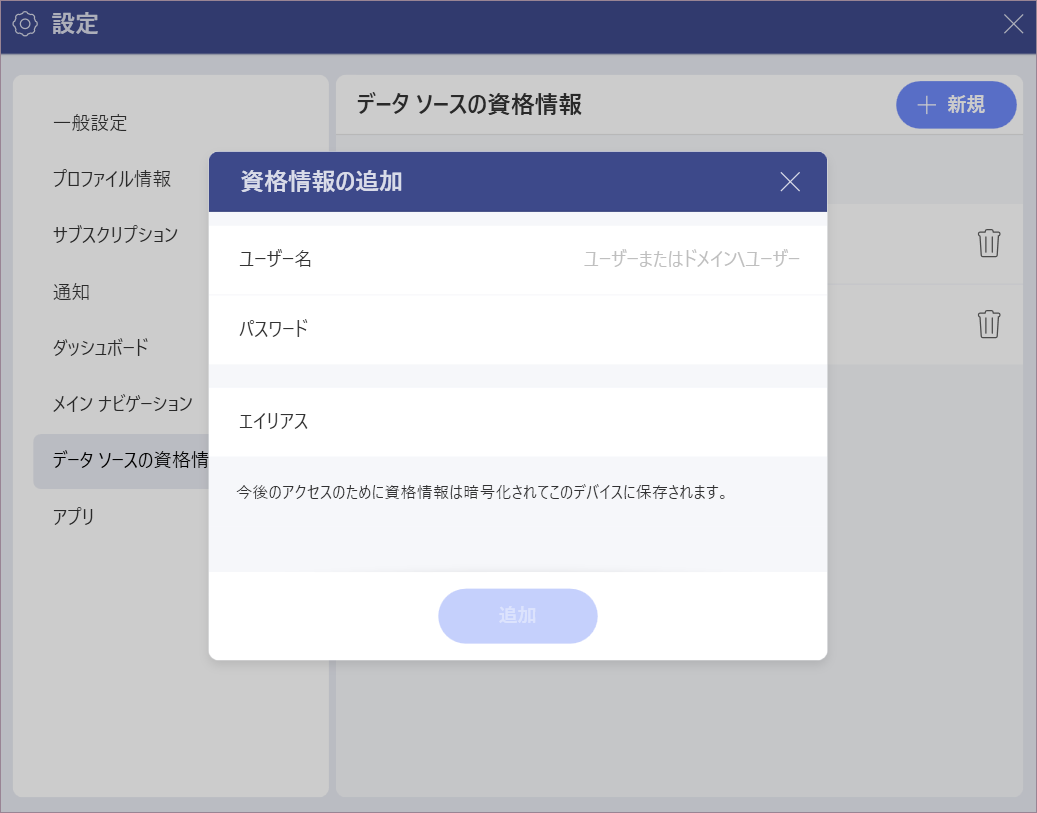 設定
一般設定
プロファイル情報
サブスクリプション
通知
ダッシュボード
メイン ナビゲーション
データ ソースの資格情
アプリ
データ ソースの資格情報
新規
資格情報の追加
ユーザー名
ユーザーまたはドメイン\ユーザー
パスワード
エイリアス
今後のアクセスのために資格情報は暗号化されてこのデバイスに保存されます。
追加